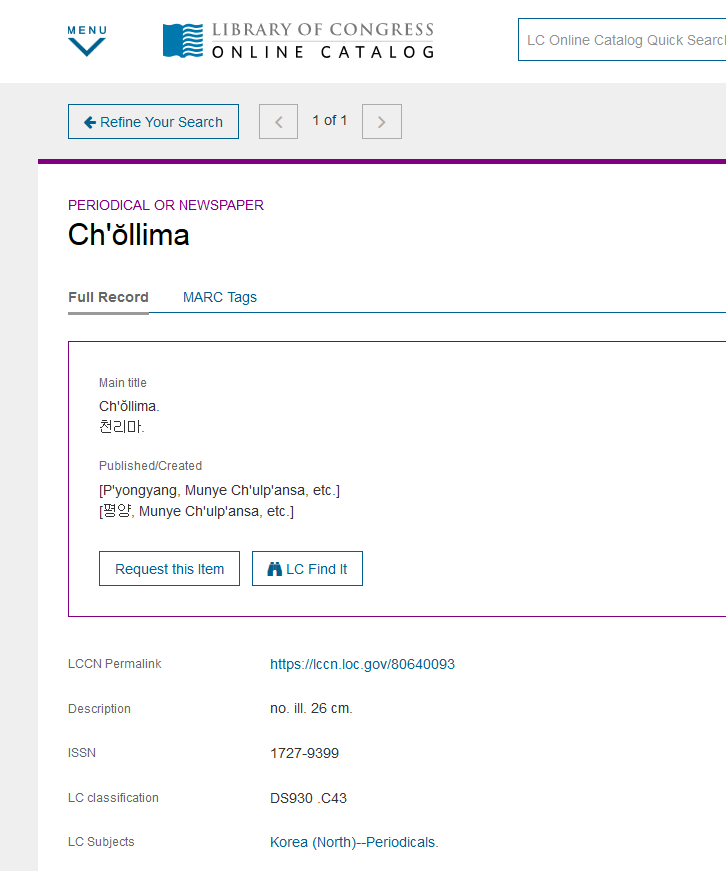 MENU
LIBRARY OF CONGRESS
ONLINE CATALOG
LC Online Catalog Quick Search
Refine Your Search
1 of 1
PERIODICAL OR NEWSPAPER
Ch'ŏllima
Full Record
MARC Tags
Main title
Ch'ŏllima.
천리마.
Published/Created
[P'yongyang, Munye Ch'ulp'ansa, etc.]
[평양, Munye Ch'ulp'ansa, etc.]
Request this Item
LC Find It
LCCN Permalink
https://lccn.loc.gov/80640093
Description
no. ill. 26 cm.
ISSN
1727-9399
LC classification
DS930 .C43
LC Subjects
Korea (North)--Periodicals.